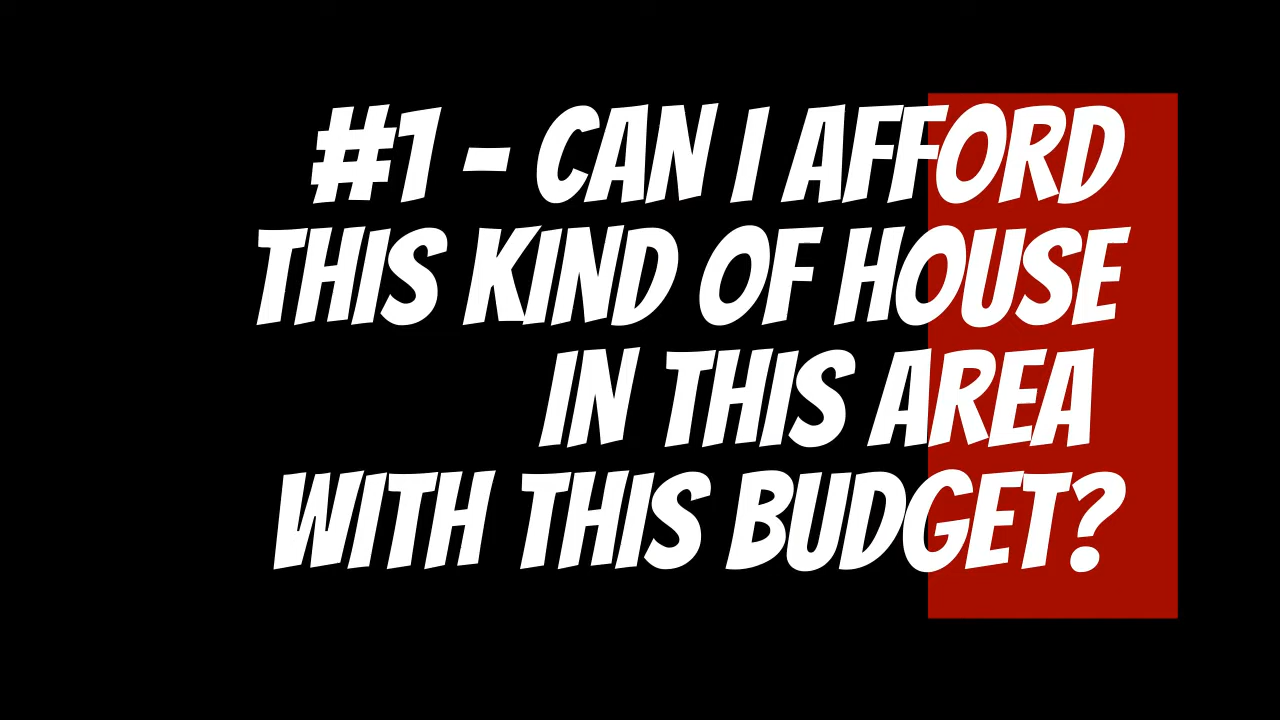 #1 - CAN I AFFORD
THIS KIND OF HOUSE
IN THIS AREA
WITH THIS BUDGET?